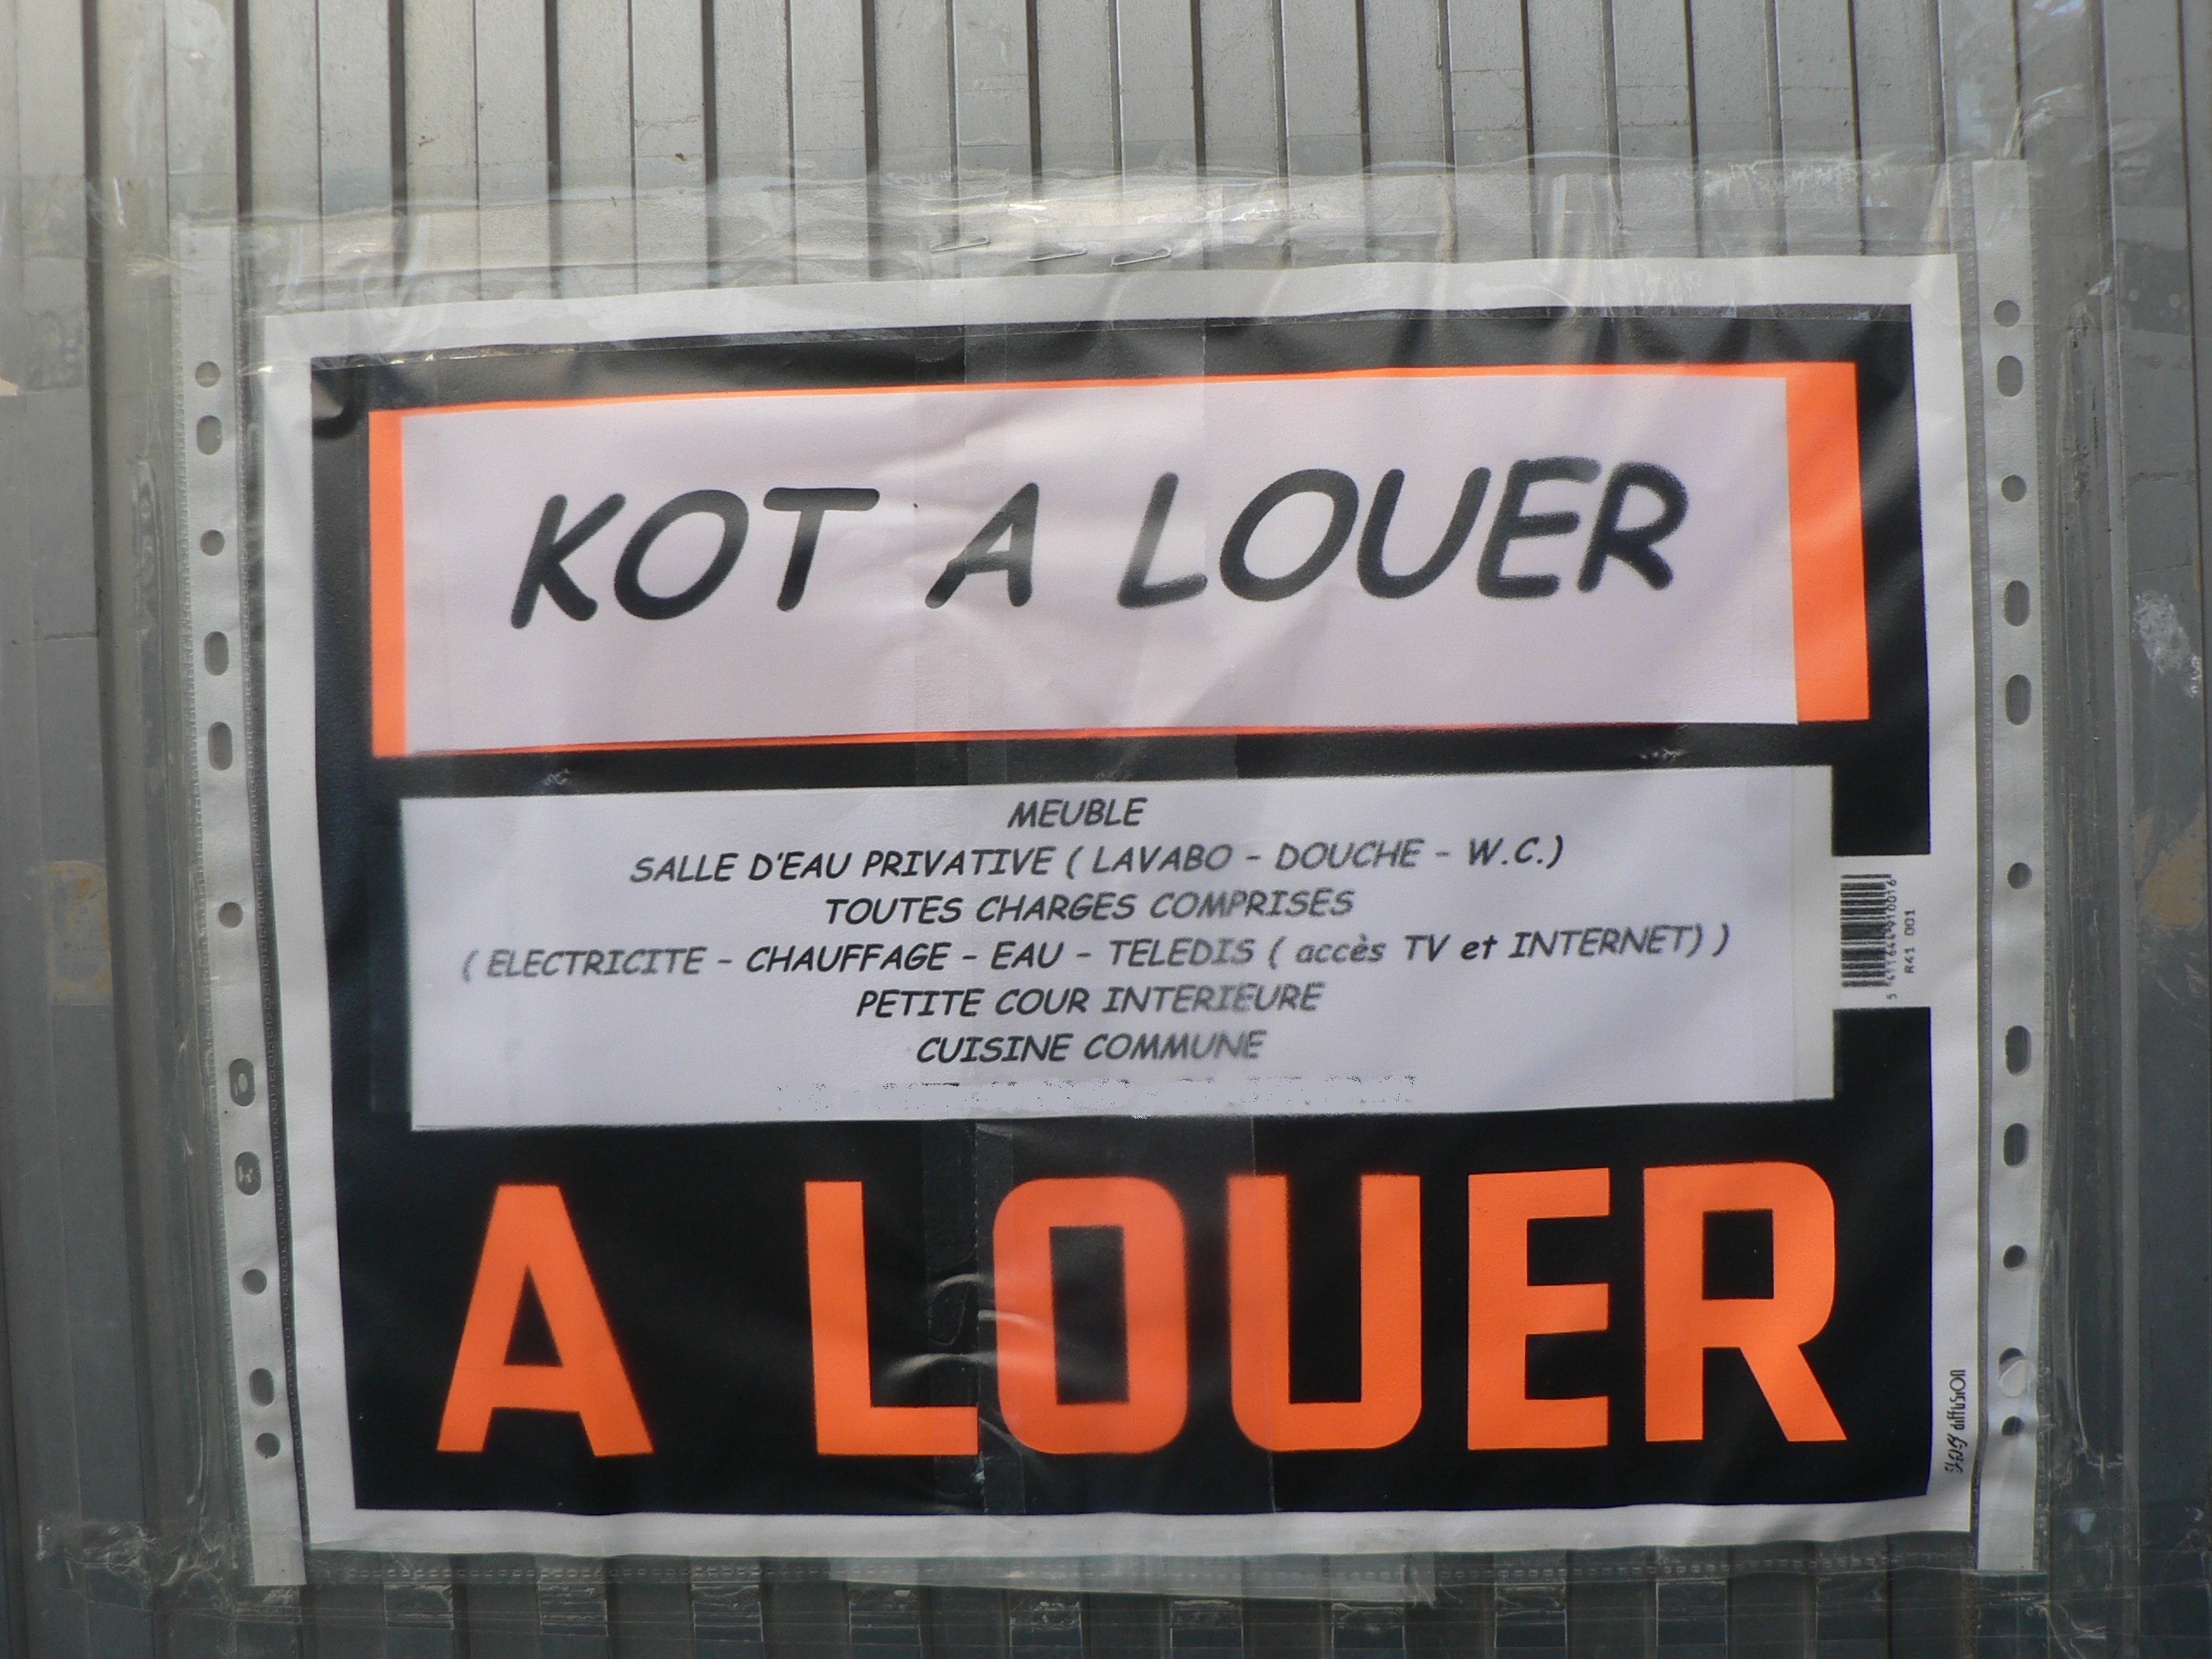 KOT A LOUER
MEUBLE
SALLE D'EAU PRIVATIVE ( LAVABO - DOUCHE - W.C.)
TOUTES CHARGES COMPRISES
( ELECTRICITE - CHAUFFAGE - EAU - TELEDIS ( accès TV et INTERNET) )
PETITE COUR INTERIEURE
CUISINE COMMUNE
R61 001
A LOUER
diffusion